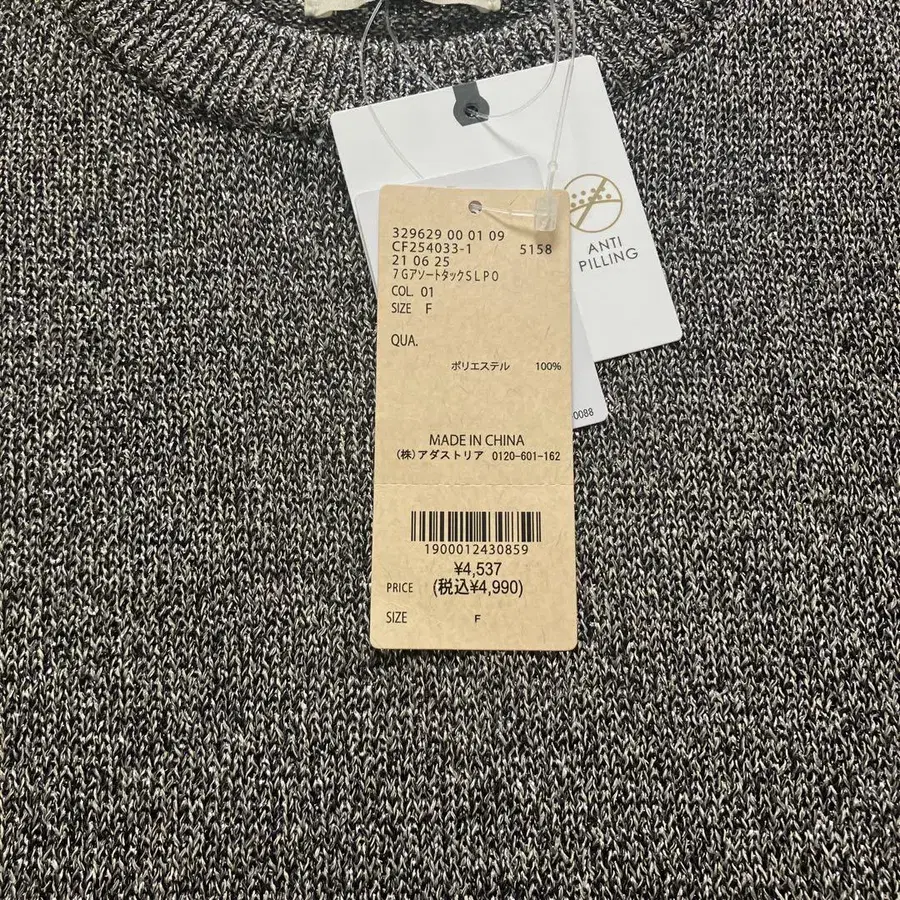 329629 00 01 09
CF254033-1 5158
21 06 25
7GアソートタックSLPO
COL. 01
SIZE F
QUA.
ポリエステル 100%
MADE IN CHINA
(株)アダストリア 0120-601-162
1900012430859
¥4,537
PRICE (税込¥4,990)
SIZE F
ANTI
PILLING
0088